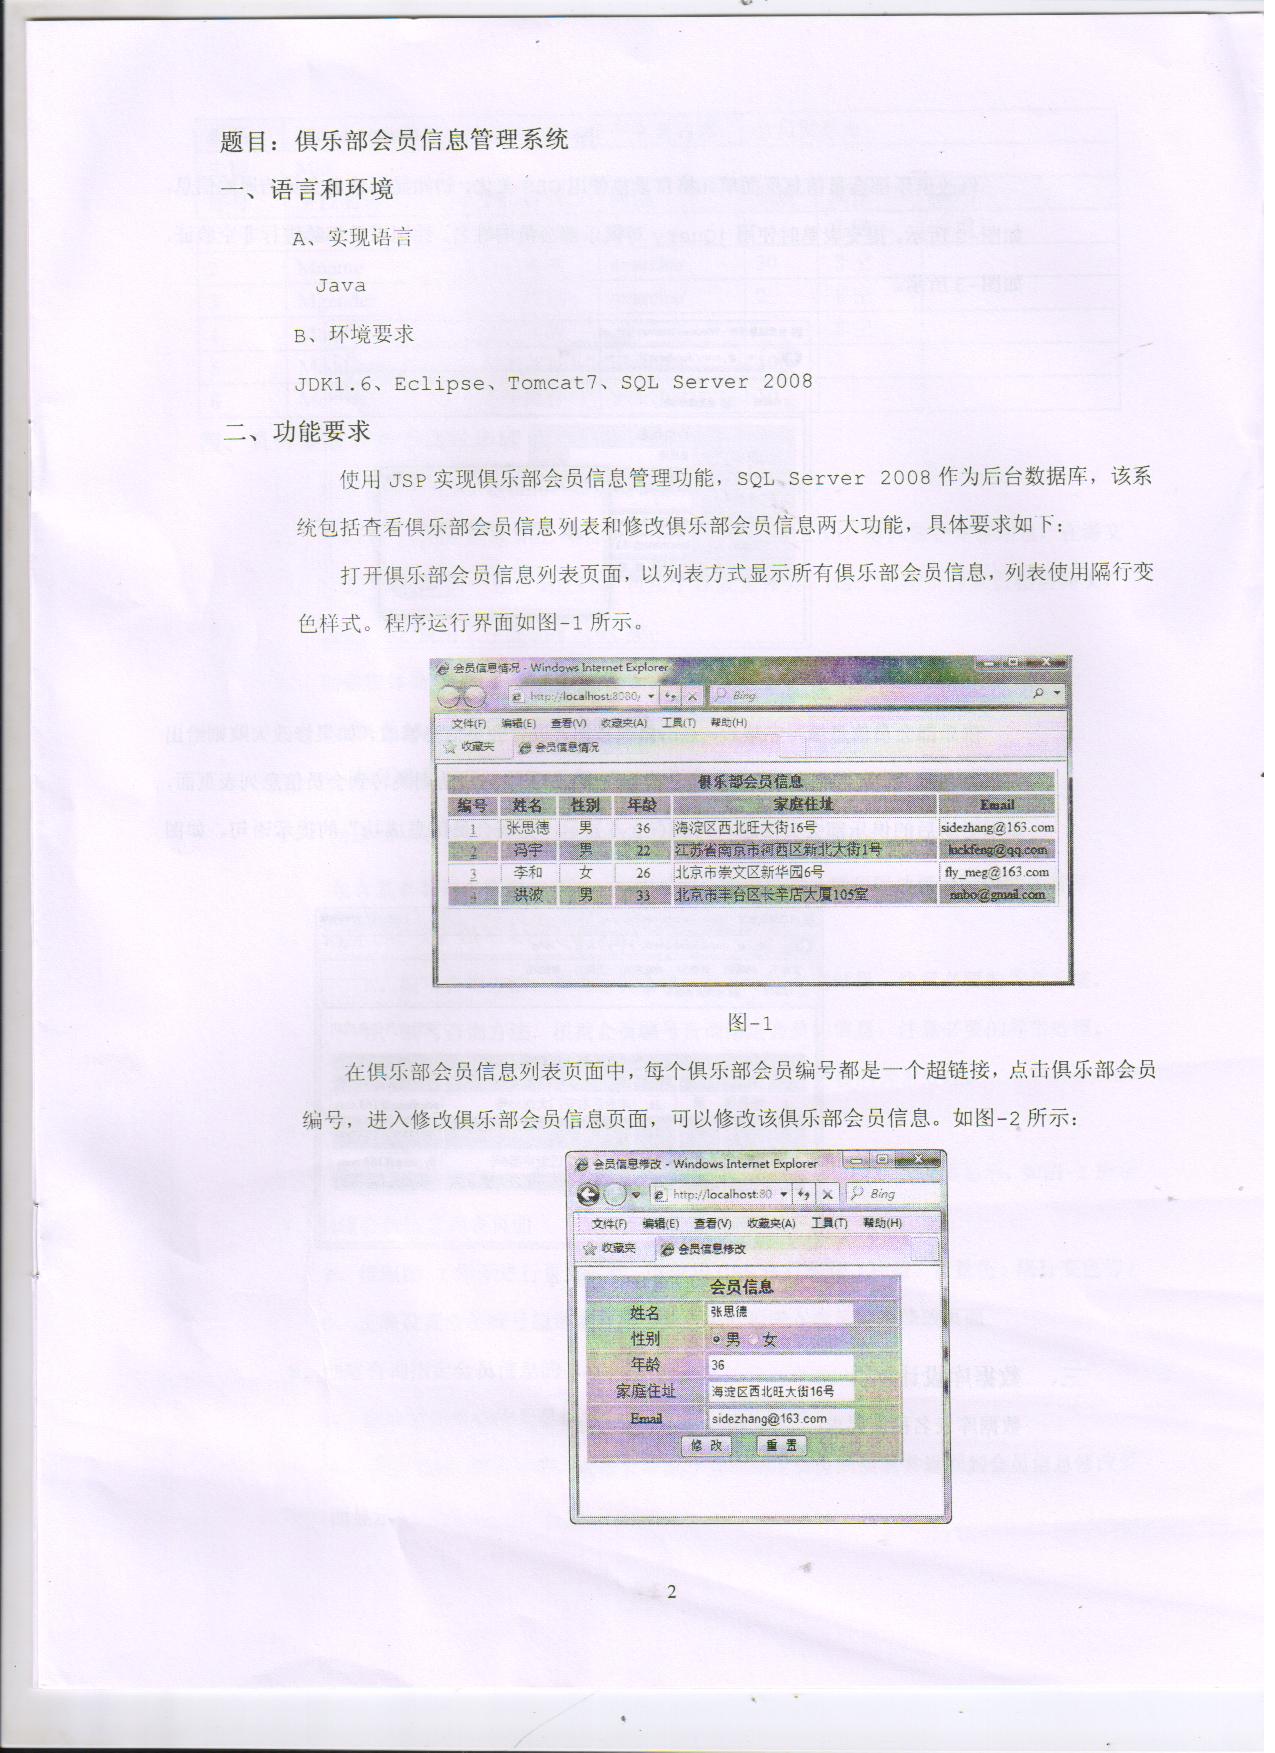 题目：俱乐部会员信息管理系统
一、语言和环境
A、实现语言
Java
B、环境要求
JDK1.6、Eclipse、Tomcat7、SQL Server 2008
二、功能要求
使用JSP实现俱乐部会员信息管理功能，SQL Server 2008作为后台数据库，该系
统包括查看俱乐部会员信息列表和修改俱乐部会员信息两大功能，具体要求如下：
打开俱乐部会员信息列表页面，以列表方式显示所有俱乐部会员信息，列表使用隔行变
色样式。程序运行界面如图-1所示。
会员信息情况 - Windows Internet Explorer
http://localhost:8080/ Bing
文件(F) 编辑(E) 查看(V) 收藏夹(A) 工具(T) 帮助(H)
收藏夹 会员信息情况
俱乐部会员信息
编号 姓名 性别 年龄 家庭住址 Email
1 张思德 男 36 海淀区西北旺大街16号 sidezhang@163.com
2 冯宇 男 22 江苏省南京市河西区新北大街1号 luckfeng@qq.com
3 李和 女 26 北京市崇文区新华园6号 fly_meg@163.com
4 洪波 男 33 北京市丰台区长辛店大厦105室 nnbo@gmail.com
图-1
在俱乐部会员信息列表页面中，每个俱乐部会员编号都是一个超链接，点击俱乐部会员
编号，进入修改俱乐部会员信息页面，可以修改该俱乐部会员信息。如图-2所示：
会员信息修改 - Windows Internet Explorer
http://localhost:80 Bing
文件(F) 编辑(E) 查看(V) 收藏夹(A) 工具(T) 帮助(H)
收藏夹 会员信息修改
会员信息
姓名 张思德
性别 男 女
年龄 36
家庭住址 海淀区西北旺大街16号
Email sidezhang@163.com
修 改 重 置
2